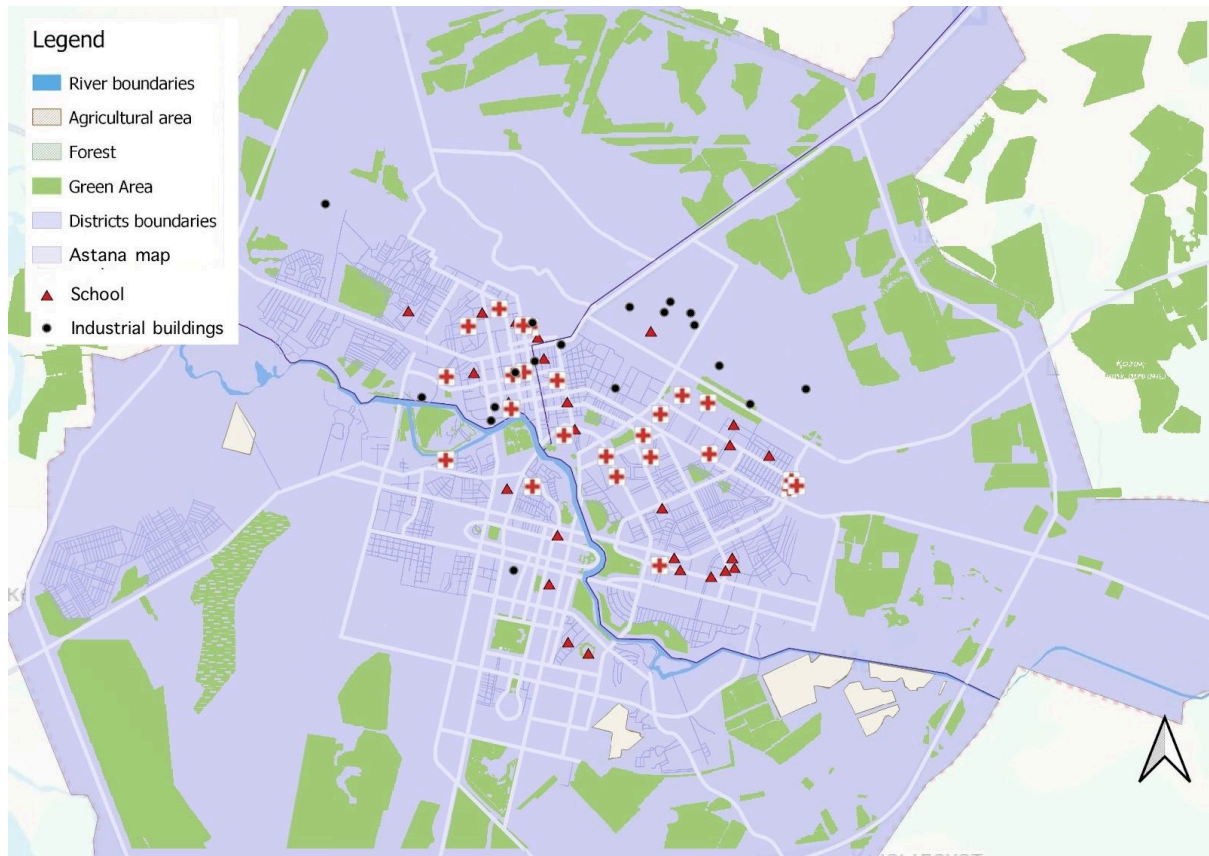 Legend
River boundaries
Agricultural area
Forest
Green Area
Districts boundaries
Astana map
School
Industrial buildings